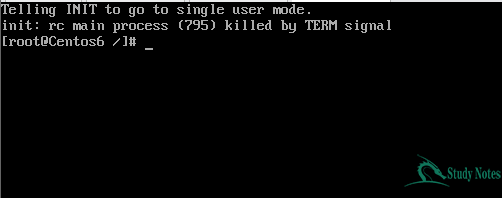 Telling INIT to go to single user mode.
init: rc main process (795) killed by TERM signal
[root@Centos6 /]# _
Study Notes